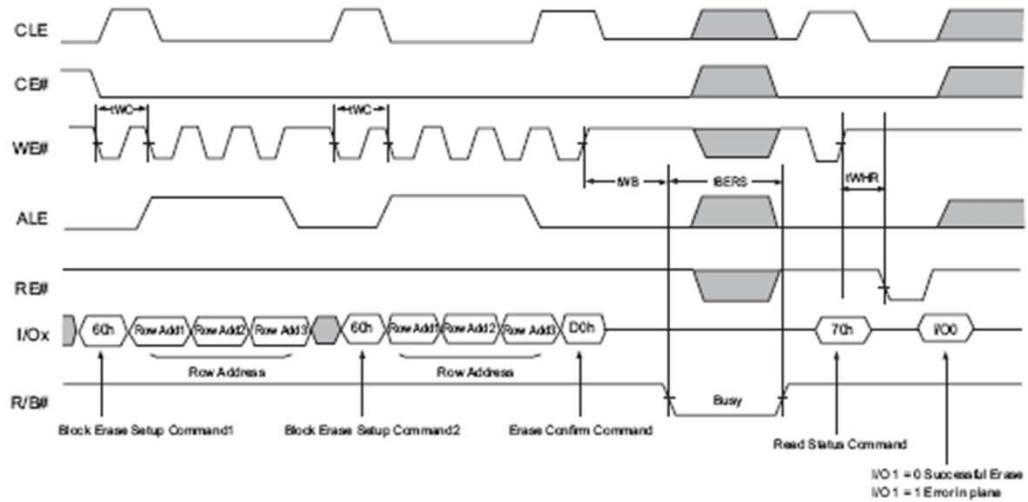 CLE
CE#
tWC tWC
WE#
tWB tBERS tWHR
ALE
RE#
I/Ox 60h Row Add1 Row Add2 Row Add3 60h Row Add1 Row Add2 Row Add3 D0h 70h I/O0
Row Address Row Address
R/B# Busy
Block Erase Setup Command1 Block Erase Setup Command2 Erase Confirm Command
Read Status Command
I/O 1 = 0 Successful Erase
I/O 1 = 1 Error in plane